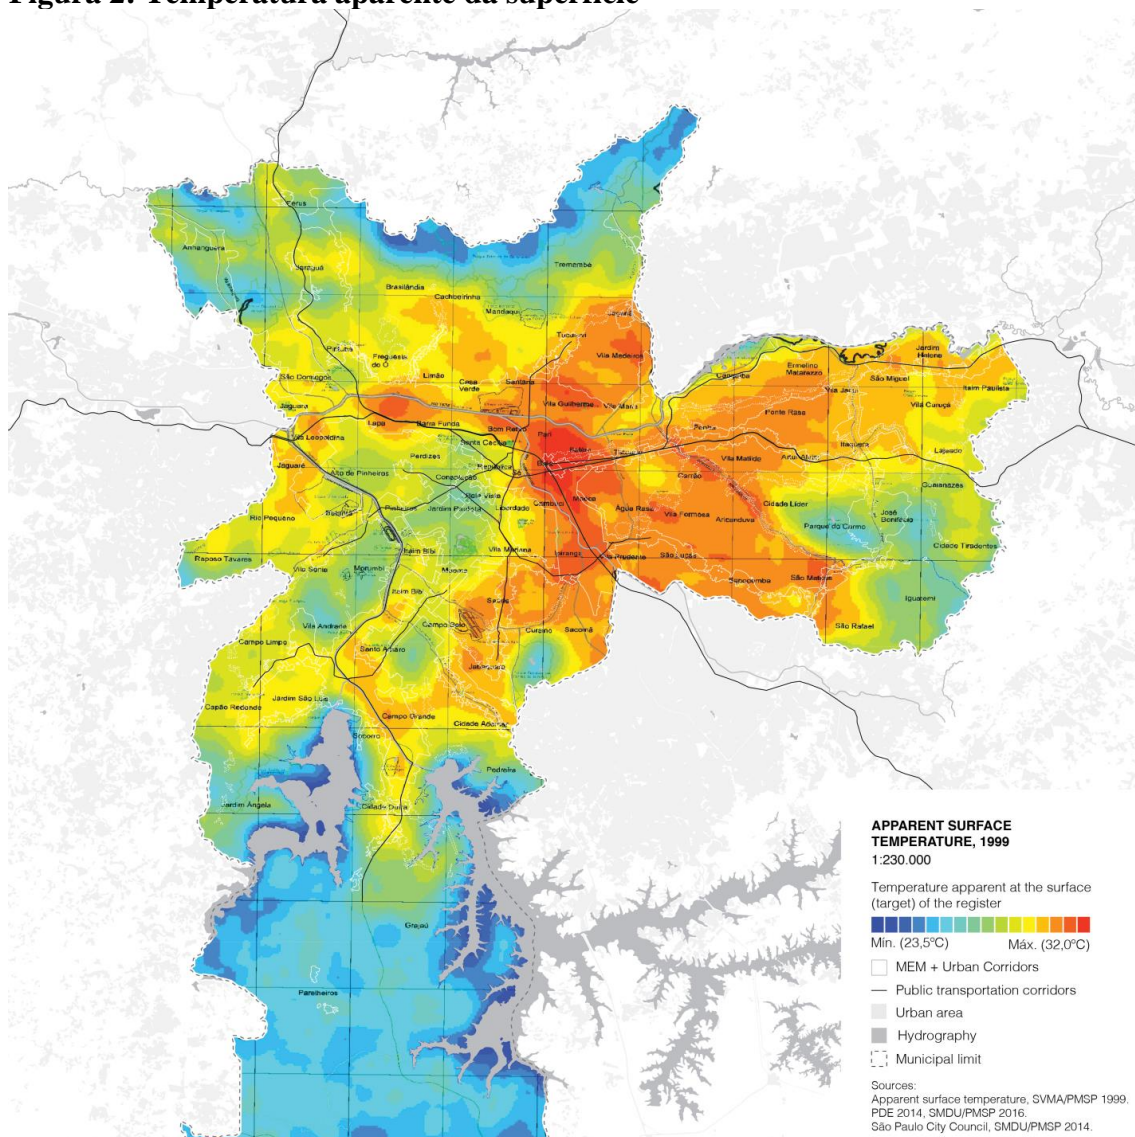 Figura 2: Temperatura aparente da superfície
Perus
Anhanguera
Jaraguá
Tremembé
Brasilândia
Cachoeirinha
Mandaqui
Jaçanã
Tucuruvi
Pirituba
Freguesia
do Ó
Vila Medeiros
São Domingos
Limão
Casa
Verde
Santana
Cangaíba
Ermelino
Matarazzo
Jardim
Helena
São Miguel
Itaim Paulista
Vila Jacuí
Vila Curuçá
Jaguara
Vila Guilherme
Vila Maria
Ponte Rasa
Lapa
Barra Funda
Bom Retiro
Pari
Penha
Vila Leopoldina
Santa Cecília
Belém
Tatuapé
Itaquera
Lajeado
Perdizes
Vila Matilde
Artur Alvim
Jaguaré
Alto de Pinheiros
Consolação
República
Sé
Brás
Carrão
Guaianases
Bela Vista
Mooca
Cambuci
Pinheiros
Jardim Paulista
Liberdade
Água Rasa
Vila Formosa
Aricanduva
Cidade Líder
José
Bonifácio
Rio Pequeno
Butantã
Parque do Carmo
Cidade Tiradentes
Raposo Tavares
Itaim Bibi
Vila Mariana
Ipiranga
Vila Prudente
São Lucas
Vila Sônia
Morumbi
Moema
Sapopemba
São Mateus
Itaim Bibi
Saúde
Iguatemi
Vila Andrade
Campo Belo
Cursino
Sacomã
São Rafael
Campo Limpo
Santo Amaro
Jabaquara
Capão Redondo
Jardim São Luís
Campo Grande
Cidade Ademar
Socorro
Pedreira
Jardim Ângela
Cidade Dutra
Grajaú
Parelheiros
APPARENT SURFACE
TEMPERATURE, 1999
1:230.000
Temperature apparent at the surface
(target) of the register
Mín. (23,5ºC) Máx. (32,0ºC)
MEM + Urban Corridors
Public transportation corridors
Urban area
Hydrography
Municipal limit
Sources:
Apparent surface temperature, SVMA/PMSP 1999.
PDE 2014, SMDU/PMSP 2016.
São Paulo City Council, SMDU/PMSP 2014.